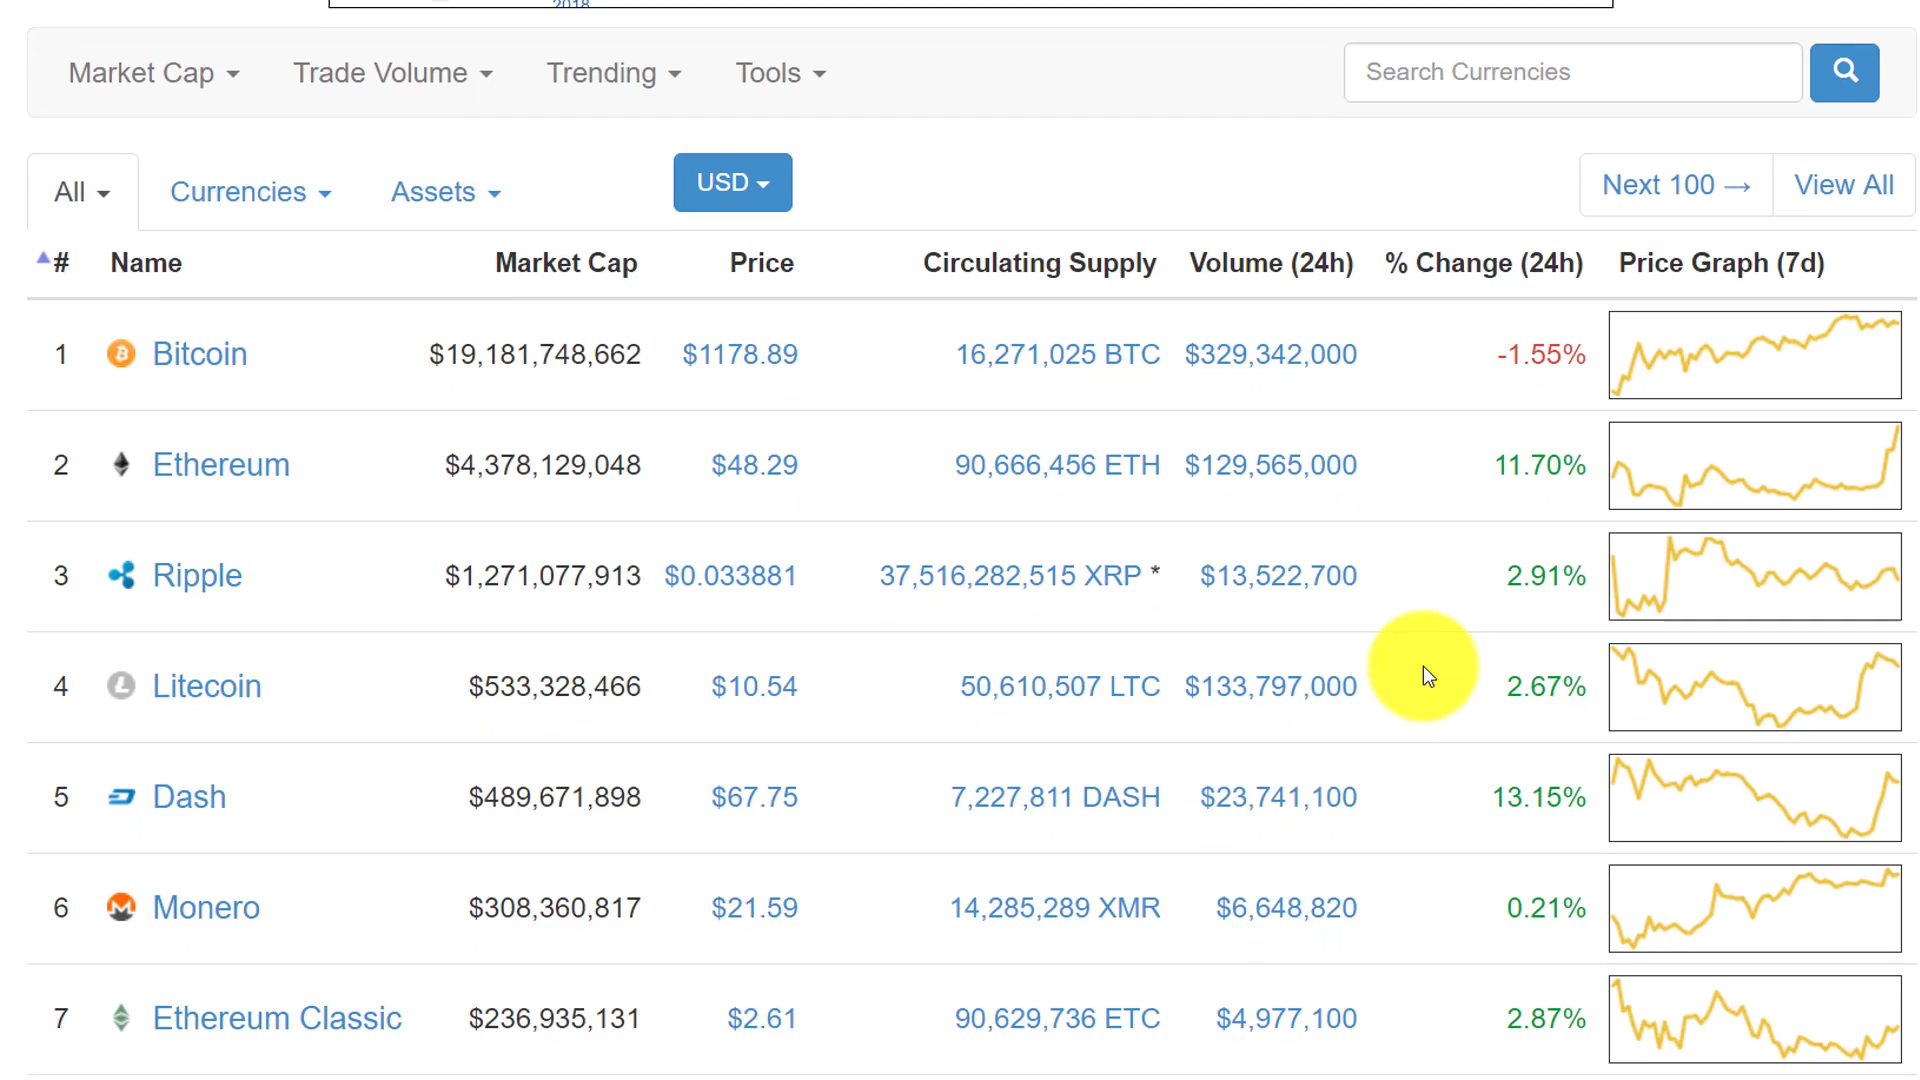 2018
Market Cap Trade Volume Trending Tools Search Currencies
All Currencies Assets USD Next 100 → View All
# Name Market Cap Price Circulating Supply Volume (24h) % Change (24h) Price Graph (7d)
1 Bitcoin $19,181,748,662 $1178.89 16,271,025 BTC $329,342,000 -1.55%
2 Ethereum $4,378,129,048 $48.29 90,666,456 ETH $129,565,000 11.70%
3 Ripple $1,271,077,913 $0.033881 37,516,282,515 XRP * $13,522,700 2.91%
4 Litecoin $533,328,466 $10.54 50,610,507 LTC $133,797,000 2.67%
5 Dash $489,671,898 $67.75 7,227,811 DASH $23,741,100 13.15%
6 Monero $308,360,817 $21.59 14,285,289 XMR $6,648,820 0.21%
7 Ethereum Classic $236,935,131 $2.61 90,629,736 ETC $4,977,100 2.87%